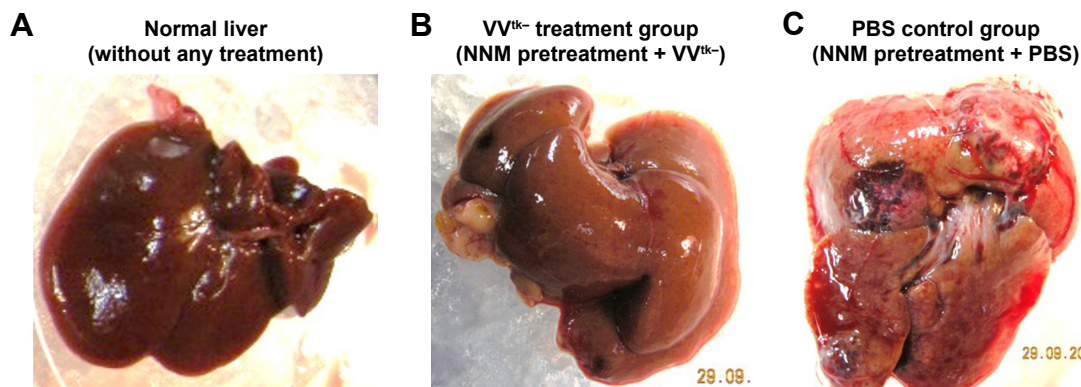 A
Normal liver
(without any treatment)
B
VVtk– treatment group
(NNM pretreatment + VVtk–)
C
PBS control group
(NNM pretreatment + PBS)
29.09.
29.09.20